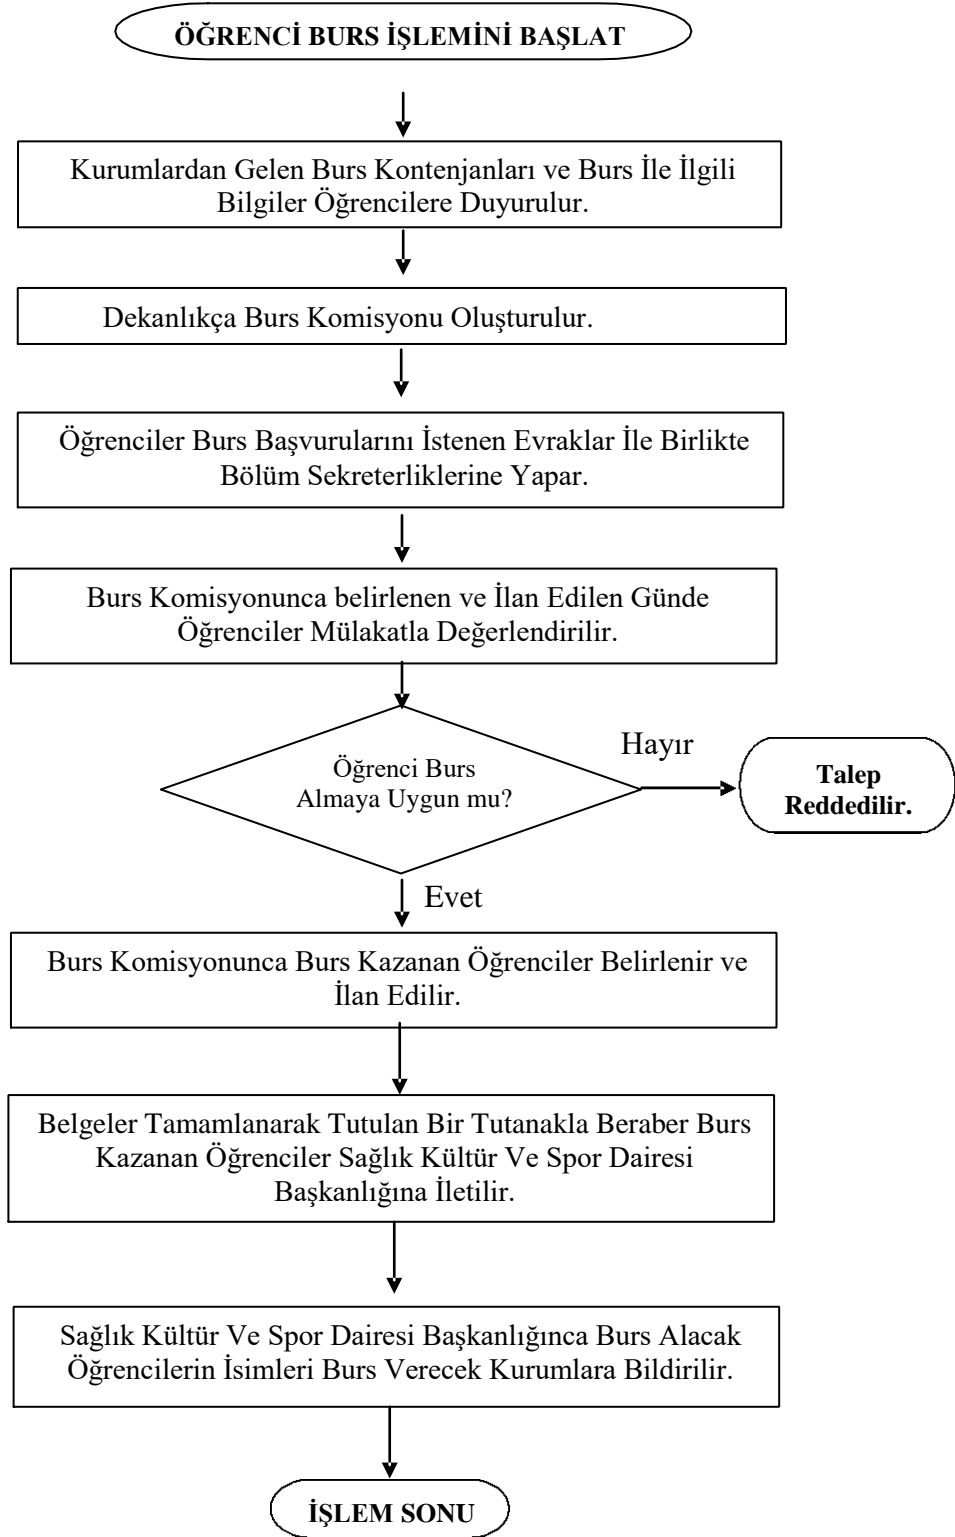 ÖĞRENCİ BURS İŞLEMİNİ BAŞLAT
Kurumlardan Gelen Burs Kontenjanları ve Burs İle İlgili
Bilgiler Öğrencilere Duyurulur.
Dekanlıkça Burs Komisyonu Oluşturulur.
Öğrenciler Burs Başvurularını İstenen Evraklar İle Birlikte
Bölüm Sekreterliklerine Yapar.
Burs Komisyonunca belirlenen ve İlan Edilen Günde
Öğrenciler Mülakatla Değerlendirilir.
Öğrenci Burs
Almaya Uygun mu?
Hayır
Talep
Reddedilir.
Evet
Burs Komisyonunca Burs Kazanan Öğrenciler Belirlenir ve
İlan Edilir.
Belgeler Tamamlanarak Tutulan Bir Tutanakla Beraber Burs
Kazanan Öğrenciler Sağlık Kültür Ve Spor Dairesi
Başkanlığına İletilir.
Sağlık Kültür Ve Spor Dairesi Başkanlığınca Burs Alacak
Öğrencilerin İsimleri Burs Verecek Kurumlara Bildirilir.
İŞLEM SONU